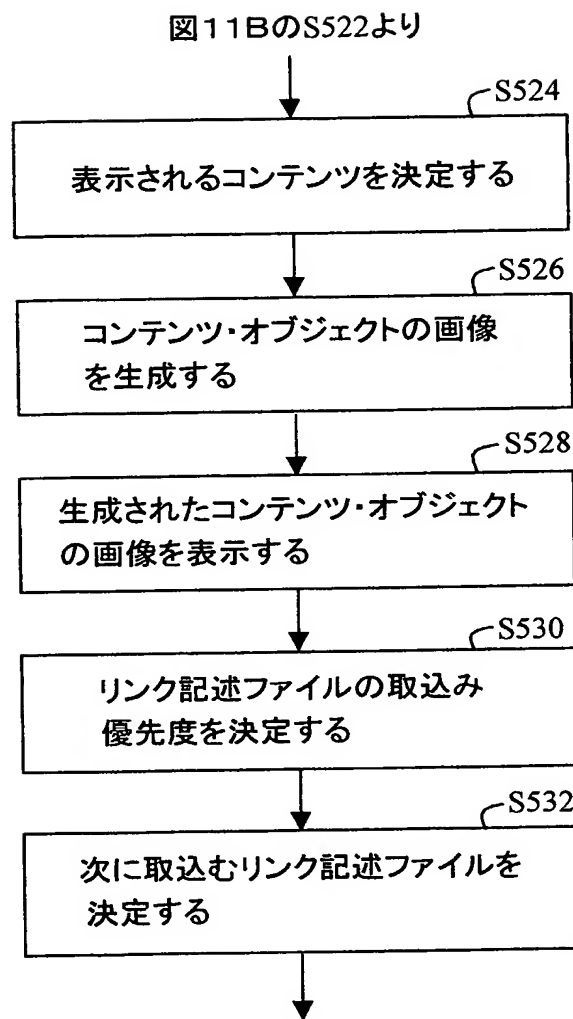 図11BのS522より
S524
表示されるコンテンツを決定する
S526
コンテンツ・オブジェクトの画像
を生成する
S528
生成されたコンテンツ・オブジェクト
の画像を表示する
S530
リンク記述ファイルの取込み
優先度を決定する
S532
次に取込むリンク記述ファイルを
決定する